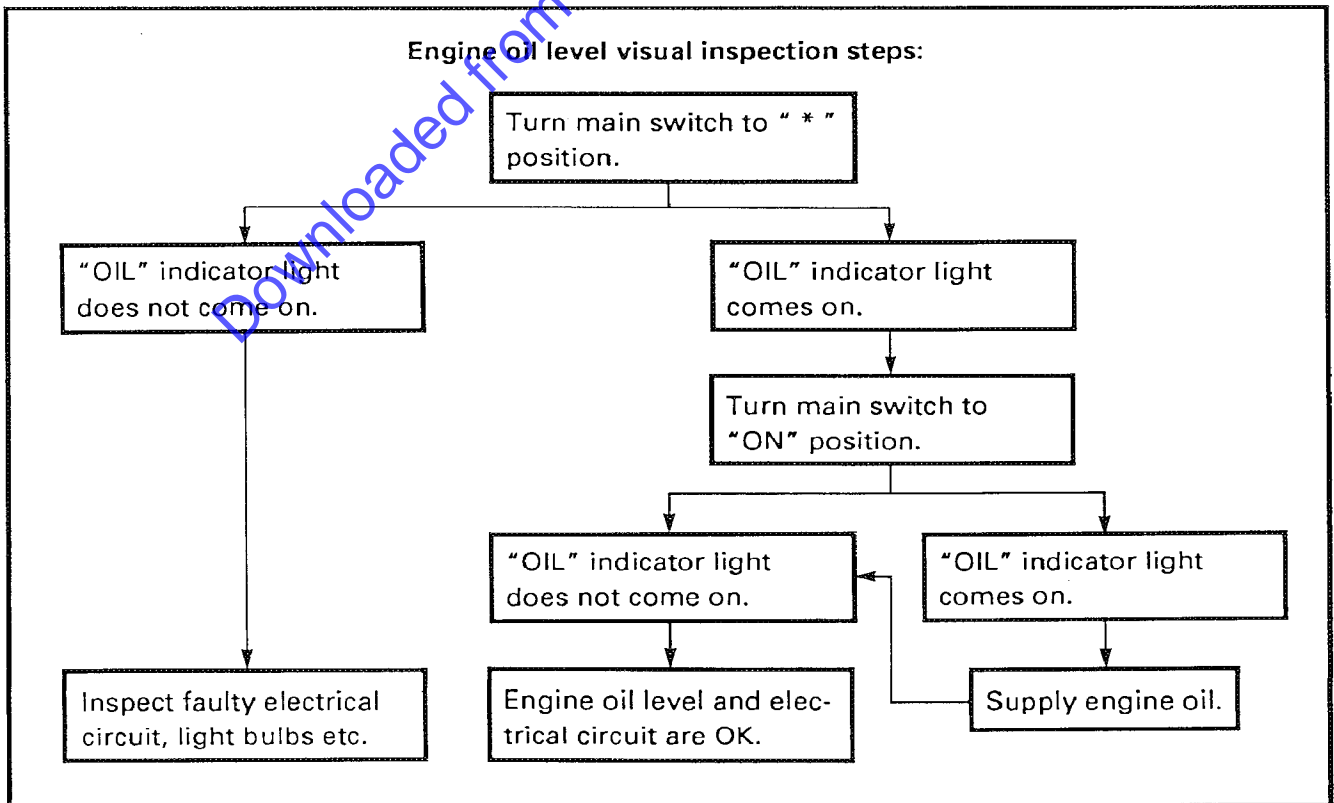 Engine oil level visual inspection steps:
Turn main switch to " * "
position.
"OIL" indicator light
does not come on.
"OIL" indicator light
comes on.
Turn main switch to
"ON" position.
"OIL" indicator light
does not come on.
"OIL" indicator light
comes on.
Inspect faulty electrical
circuit, light bulbs etc.
Engine oil level and elec-
trical circuit are OK.
Supply engine oil.
Downloaded from